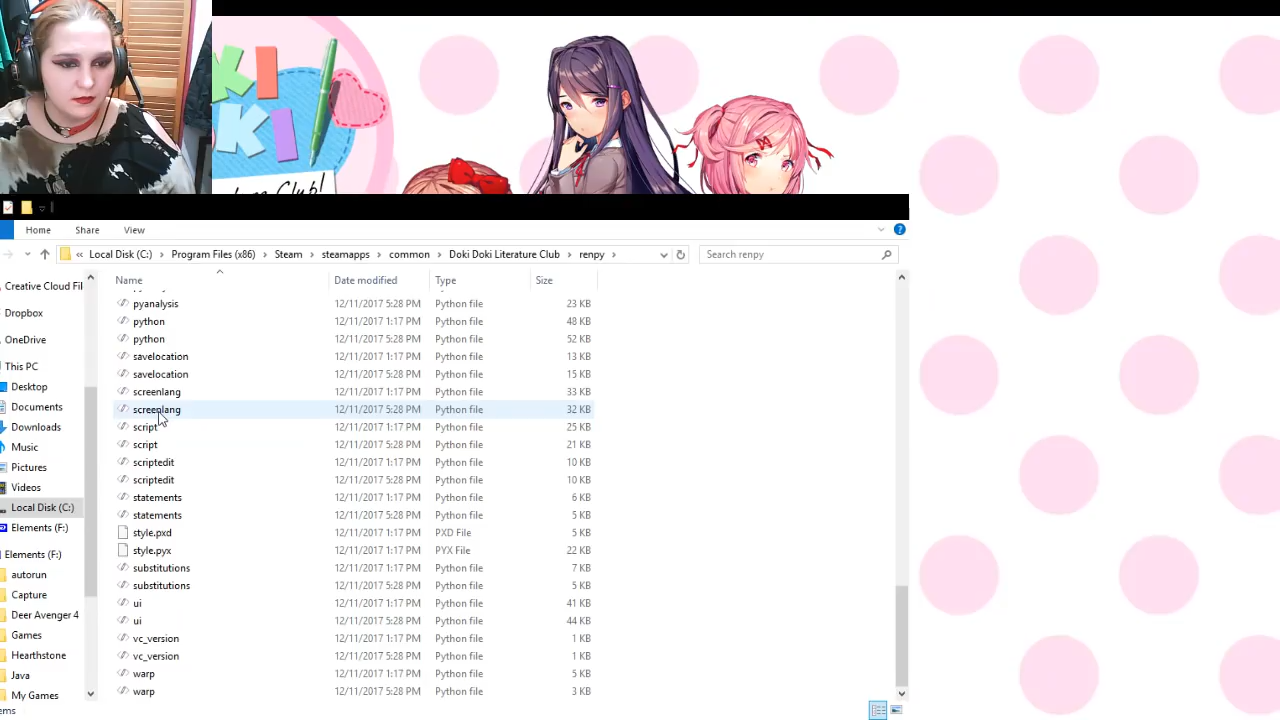 KI
OKI
Club!
Home Share View
« Local Disk (C:) › Program Files (x86) › Steam › steamapps › common › Doki Doki Literature Club › renpy ›
Search renpy
Name Date modified Type Size
Creative Cloud Fil
Dropbox
OneDrive
This PC
Desktop
Documents
Downloads
Music
Pictures
Videos
Local Disk (C:)
Elements (F:)
Elements (F:)
autorun
Capture
Deer Avenger 4
Games
Hearthstone
Java
My Games
ems
pyanalysis 12/11/2017 5:28 PM Python file 23 KB
python 12/11/2017 1:17 PM Python file 48 KB
python 12/11/2017 5:28 PM Python file 52 KB
savelocation 12/11/2017 1:17 PM Python file 13 KB
savelocation 12/11/2017 5:28 PM Python file 15 KB
screenlang 12/11/2017 1:17 PM Python file 33 KB
screenlang 12/11/2017 5:28 PM Python file 32 KB
script 12/11/2017 1:17 PM Python file 25 KB
script 12/11/2017 5:28 PM Python file 21 KB
scriptedit 12/11/2017 1:17 PM Python file 10 KB
scriptedit 12/11/2017 5:28 PM Python file 10 KB
statements 12/11/2017 1:17 PM Python file 6 KB
statements 12/11/2017 5:28 PM Python file 5 KB
style.pxd 12/11/2017 1:17 PM PXD File 5 KB
style.pyx 12/11/2017 1:17 PM PYX File 22 KB
substitutions 12/11/2017 1:17 PM Python file 7 KB
substitutions 12/11/2017 5:28 PM Python file 5 KB
ui 12/11/2017 1:17 PM Python file 41 KB
ui 12/11/2017 5:28 PM Python file 44 KB
vc_version 12/11/2017 1:17 PM Python file 1 KB
vc_version 12/11/2017 5:28 PM Python file 1 KB
warp 12/11/2017 1:17 PM Python file 5 KB
warp 12/11/2017 5:28 PM Python file 3 KB